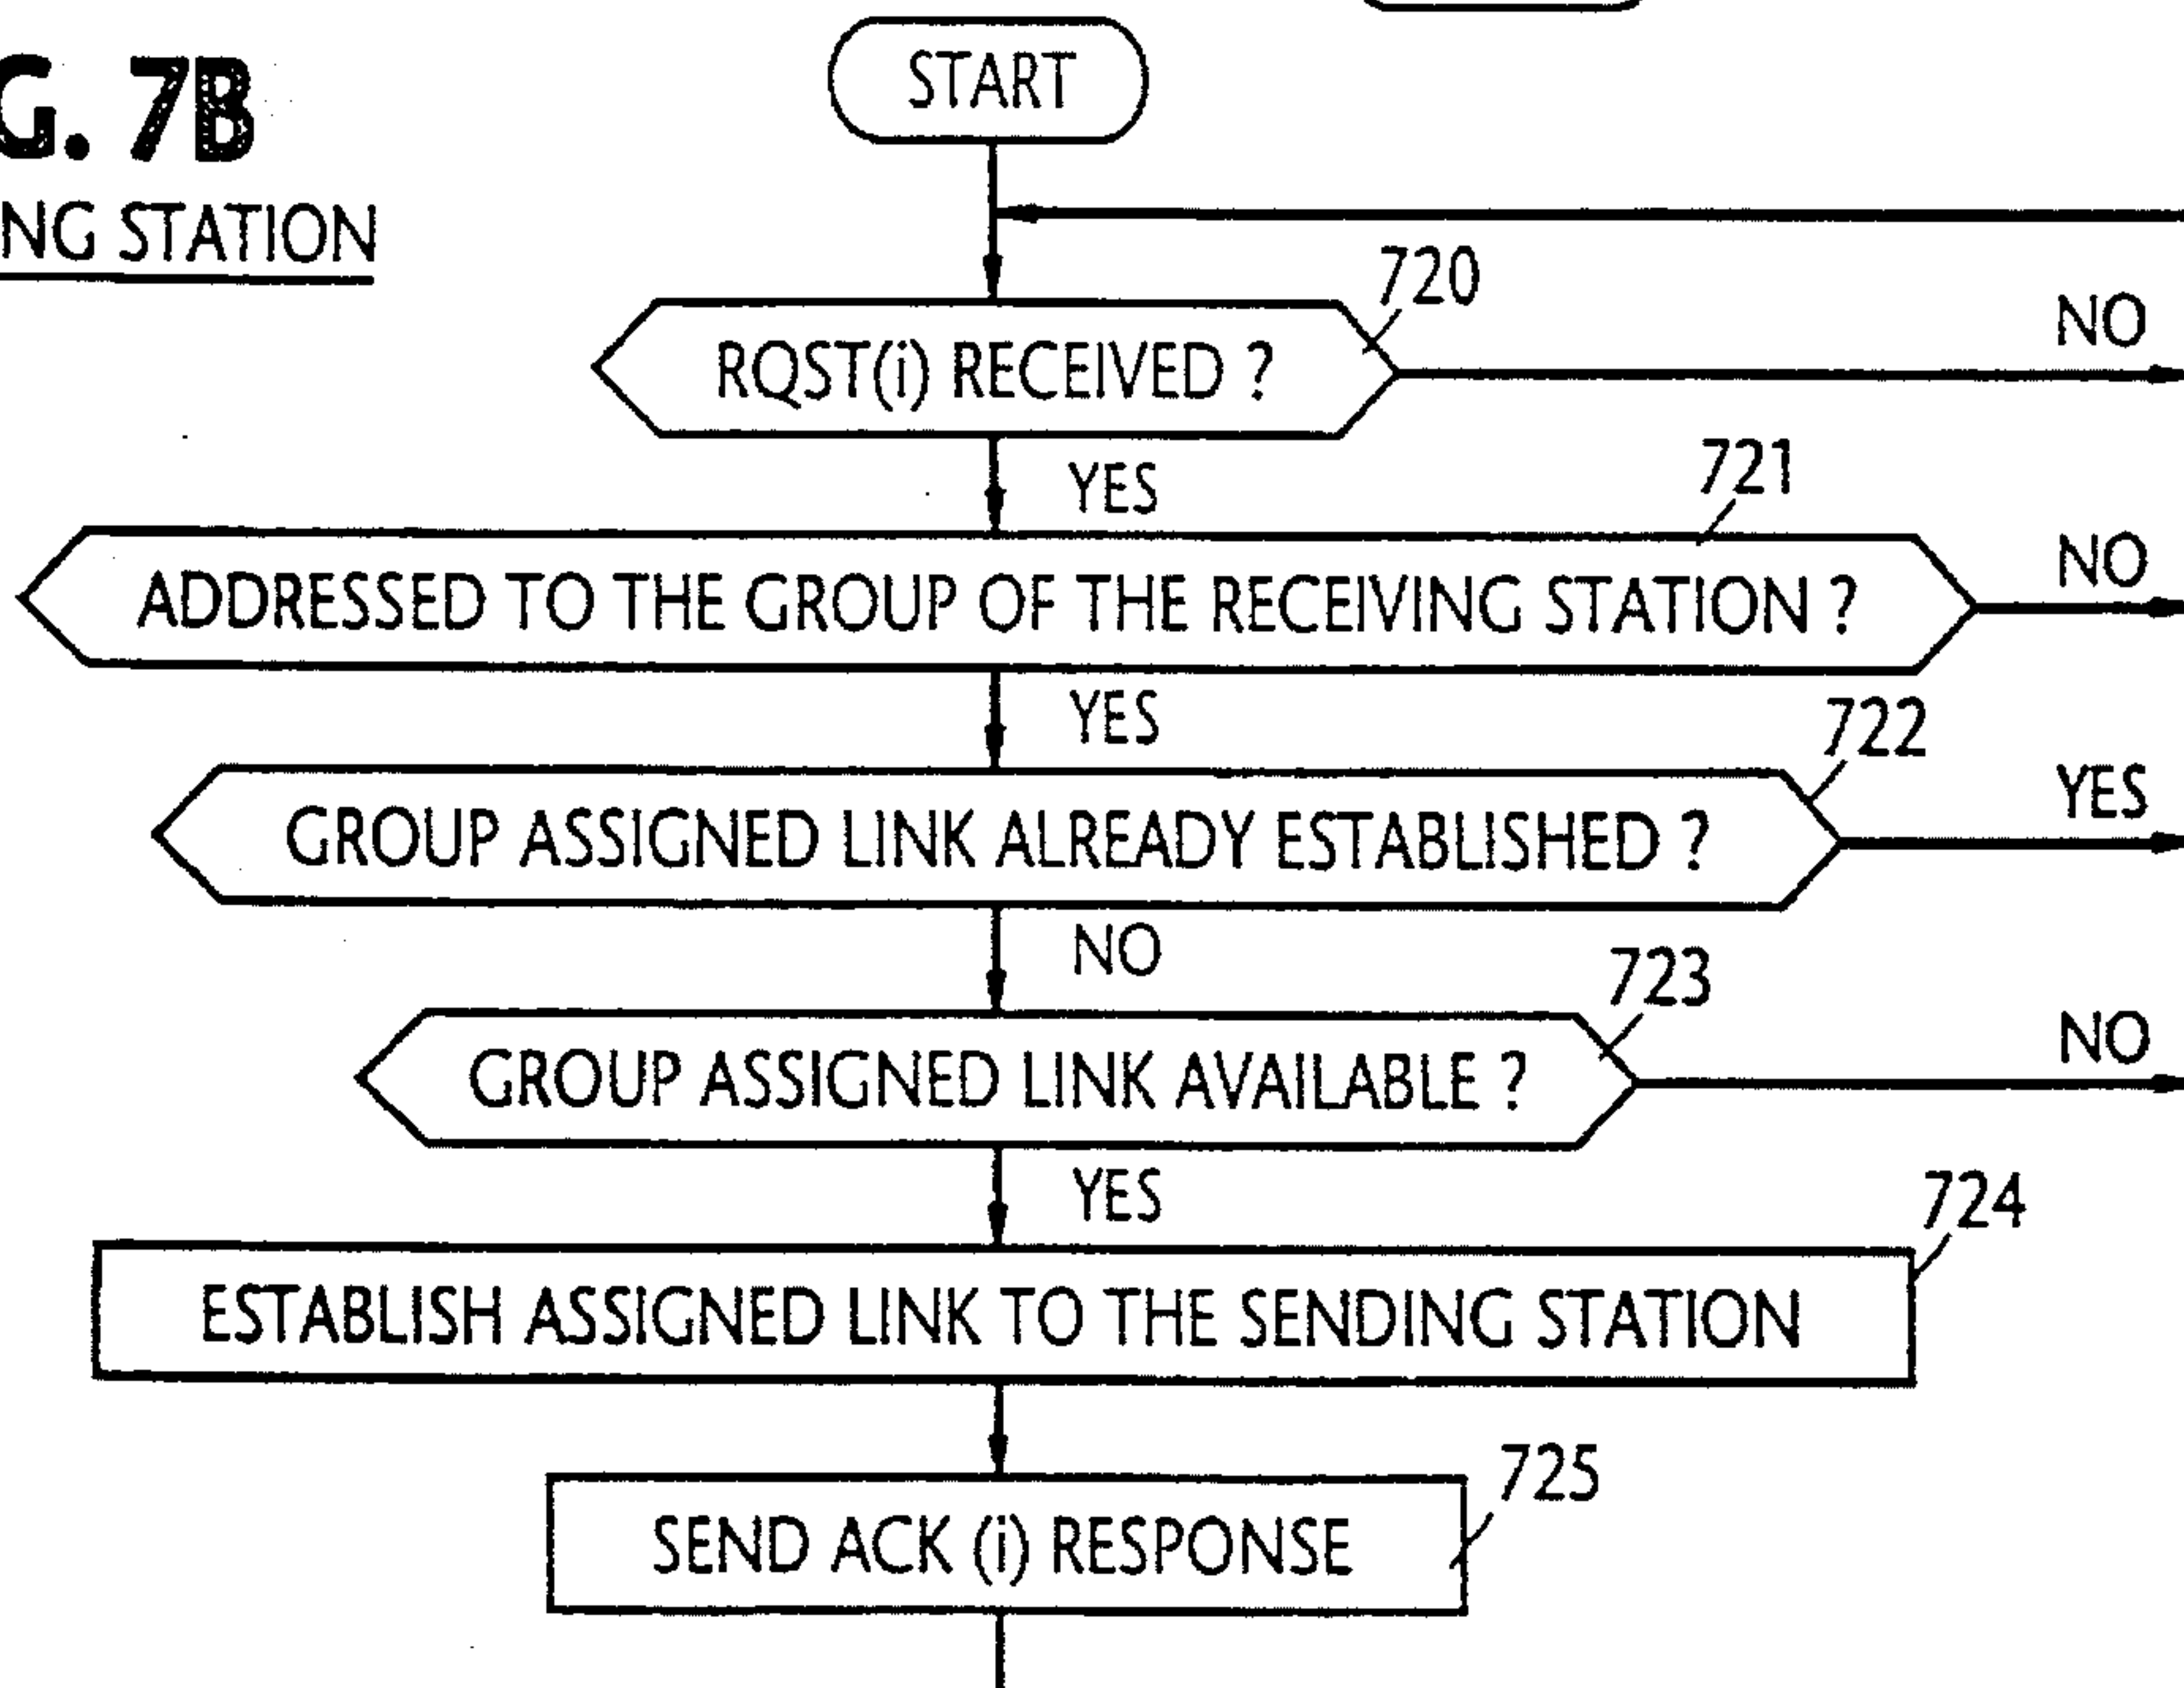 G. 7B
NG STATION
START
720
RQST(i) RECEIVED ?
NO
YES
721
ADDRESSED TO THE GROUP OF THE RECEIVING STATION ?
NO
YES
722
GROUP ASSIGNED LINK ALREADY ESTABLISHED ?
YES
NO
723
GROUP ASSIGNED LINK AVAILABLE ?
NO
YES
724
ESTABLISH ASSIGNED LINK TO THE SENDING STATION
725
SEND ACK (i) RESPONSE